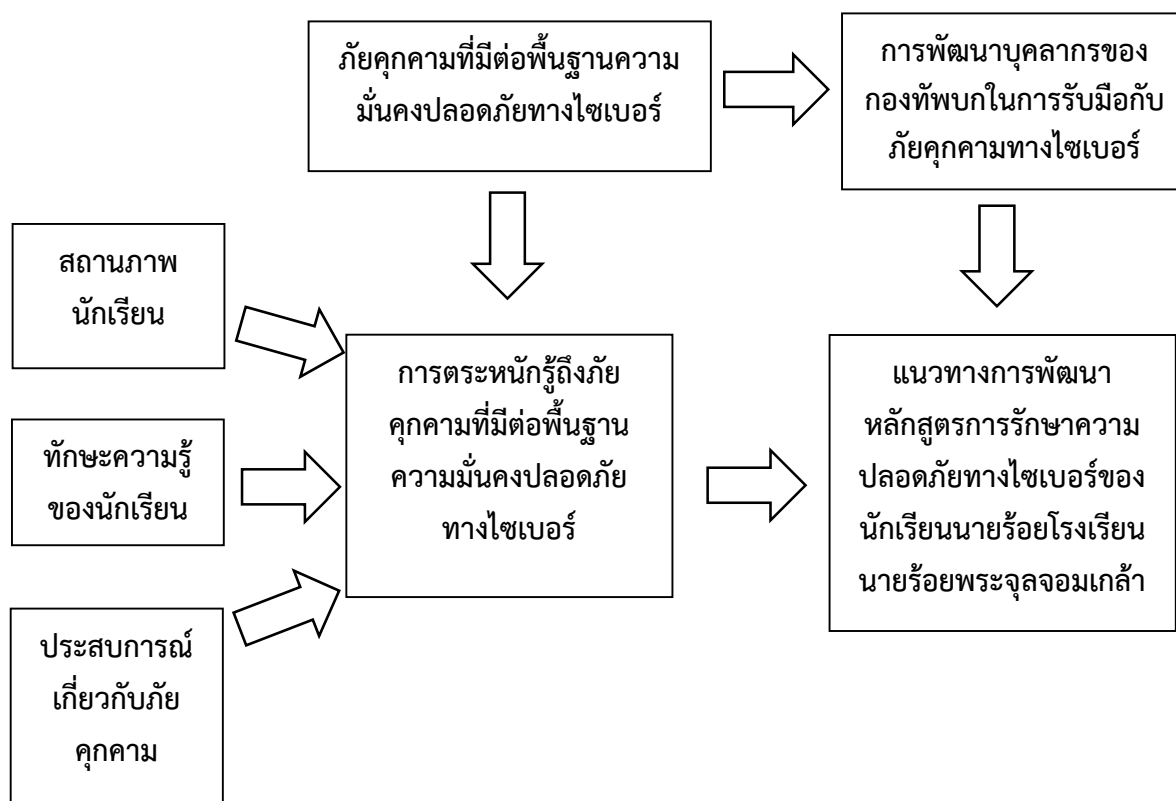 ภัยคุกคามที่มีต่อพื้นฐานความ
มั่นคงปลอดภัยทางไซเบอร์
การพัฒนาบุคลากรของ
กองทัพบกในการรับมือกับ
ภัยคุกคามทางไซเบอร์
สถานภาพ
นักเรียน
ทักษะความรู้
ของนักเรียน
ประสบการณ์
เกี่ยวกับภัย
คุกคาม
การตระหนักรู้ถึงภัย
คุกคามที่มีต่อพื้นฐาน
ความมั่นคงปลอดภัย
ทางไซเบอร์
แนวทางการพัฒนา
หลักสูตรการรักษาความ
ปลอดภัยทางไซเบอร์ของ
นักเรียนนายร้อยโรงเรียน
นายร้อยพระจุลจอมเกล้า